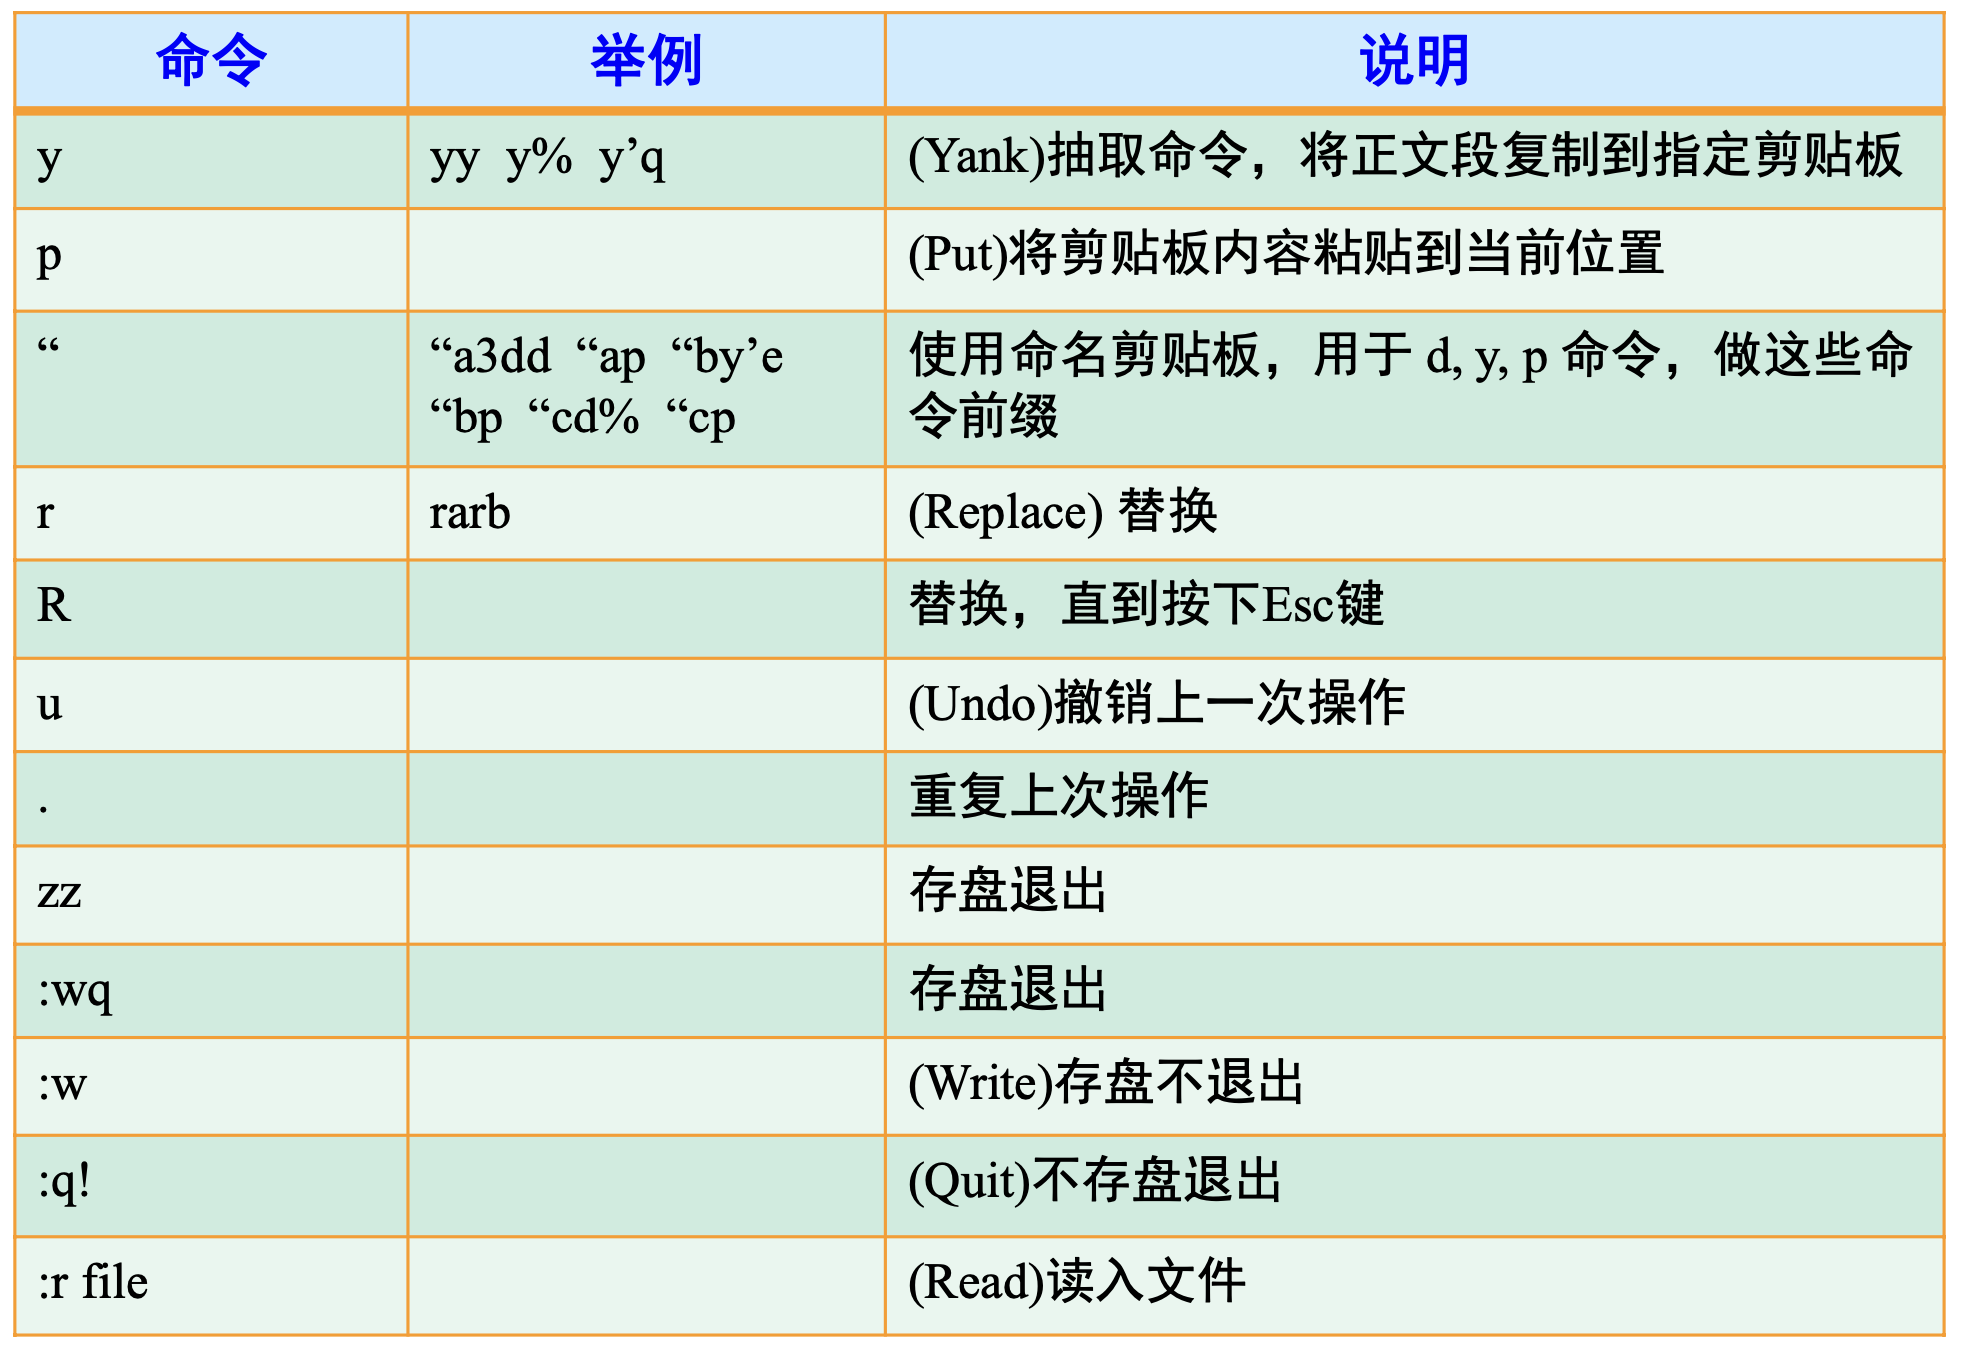 命令 举例 说明
y yy y% y’q (Yank)抽取命令，将正文段复制到指定剪贴板
p (Put)将剪贴板内容粘贴到当前位置
“ “a3dd “ap “by’e 使用命名剪贴板，用于 d, y, p 命令，做这些命
“bp “cd% “cp 令前缀
r rarb (Replace) 替换
R 替换，直到按下Esc键
u (Undo)撤销上一次操作
. 重复上次操作
zz 存盘退出
:wq 存盘退出
:w (Write)存盘不退出
:q! (Quit)不存盘退出
:r file (Read)读入文件